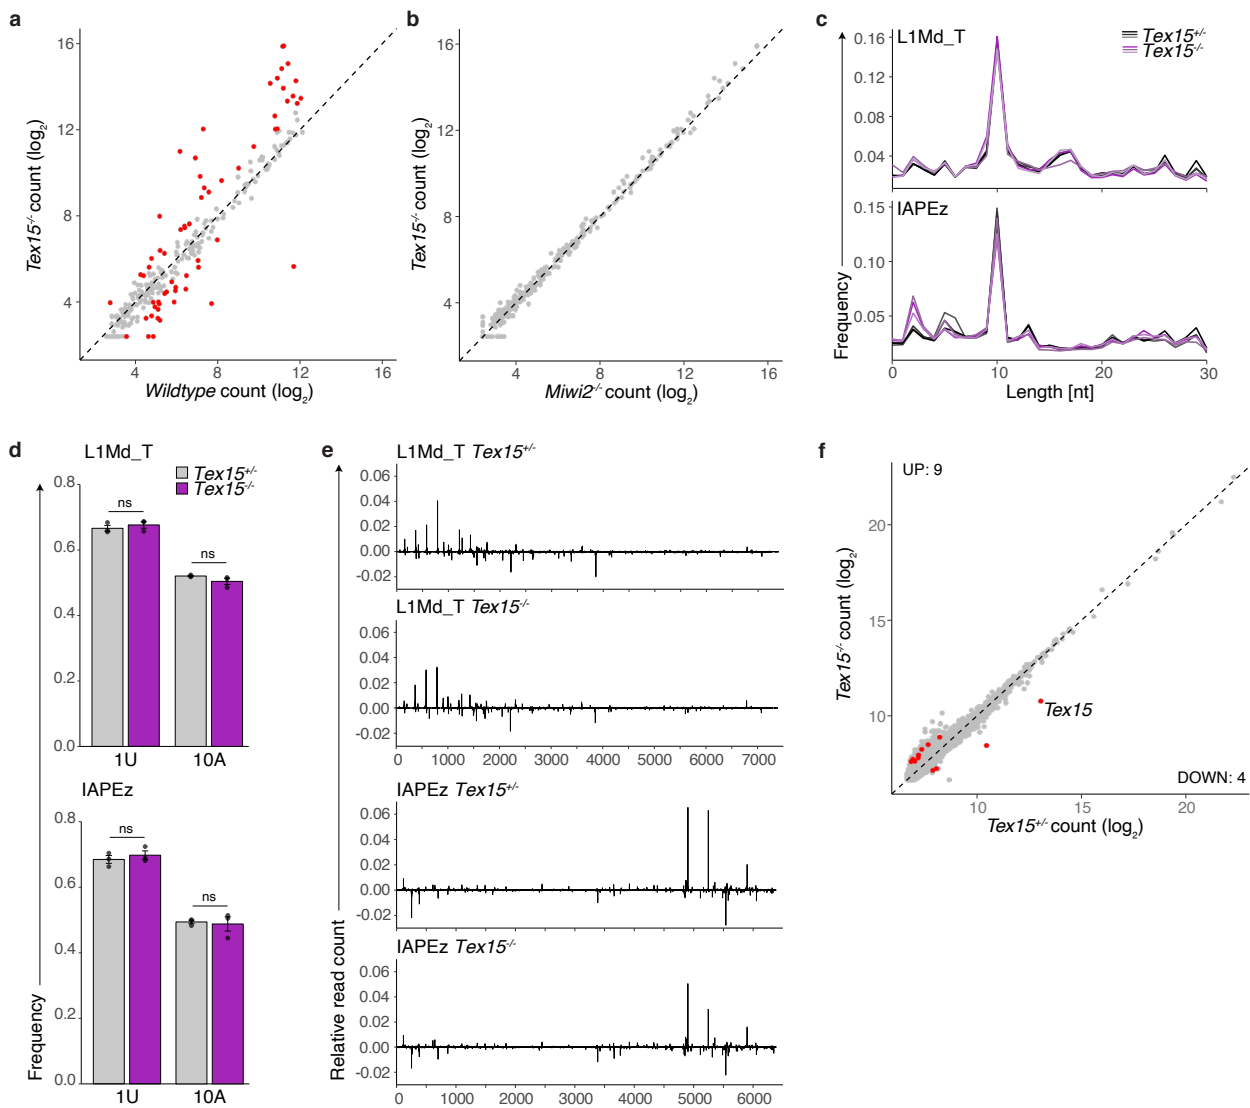 a
16
12
8
4
4
8
12
16
Tex15-/- count (log2)
Wildtype count (log2)
b
16
12
8
4
4
8
12
16
Tex15-/- count (log2)
Miwi2-/- count (log2)
c
L1Md_T
Tex15+/-
Tex15-/-
0.16
0.12
0.08
0.04
IAPEz
0.15
0.10
0.05
0
10
20
30
Frequency
Length [nt]
d
L1Md_T
Tex15+/-
Tex15-/-
0.8
0.6
0.4
0.2
0.0
ns
ns
1U
10A
IAPEz
0.8
0.6
0.4
0.2
0.0
ns
ns
1U
10A
Frequency
e
L1Md_T Tex15+/-
0.06
0.04
0.02
0.00
-0.02
L1Md_T Tex15-/-
0.06
0.04
0.02
0.00
-0.02
0
1000
2000
3000
4000
5000
6000
7000
IAPEz Tex15+/-
0.06
0.04
0.02
0.00
-0.02
IAPEz Tex15-/-
0.06
0.04
0.02
0.00
-0.02
0
1000
2000
3000
4000
5000
6000
Relative read count
f
UP: 9
20
15
10
Tex15
DOWN: 4
10
15
20
Tex15-/- count (log2)
Tex15+/- count (log2)